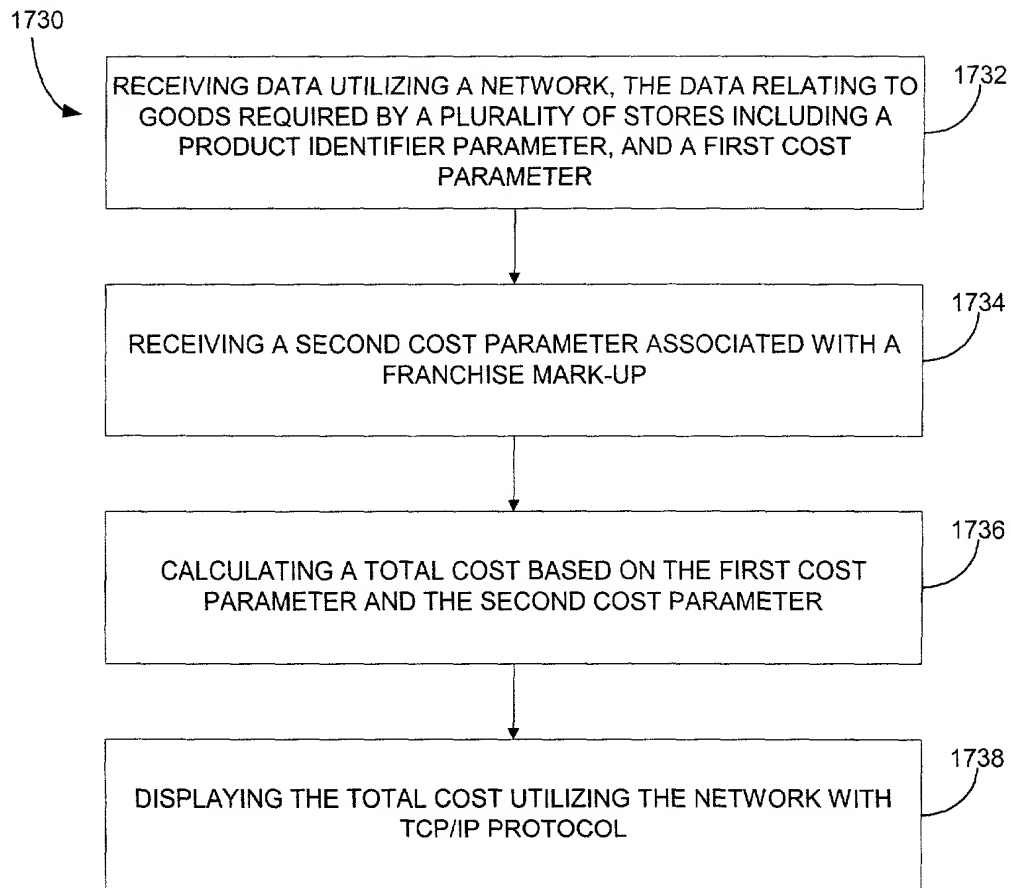 1730
RECEIVING DATA UTILIZING A NETWORK, THE DATA RELATING TO
GOODS REQUIRED BY A PLURALITY OF STORES INCLUDING A
PRODUCT IDENTIFIER PARAMETER, AND A FIRST COST
PARAMETER
1732
RECEIVING A SECOND COST PARAMETER ASSOCIATED WITH A
FRANCHISE MARK-UP
1734
CALCULATING A TOTAL COST BASED ON THE FIRST COST
PARAMETER AND THE SECOND COST PARAMETER
1736
DISPLAYING THE TOTAL COST UTILIZING THE NETWORK WITH
TCP/IP PROTOCOL
1738